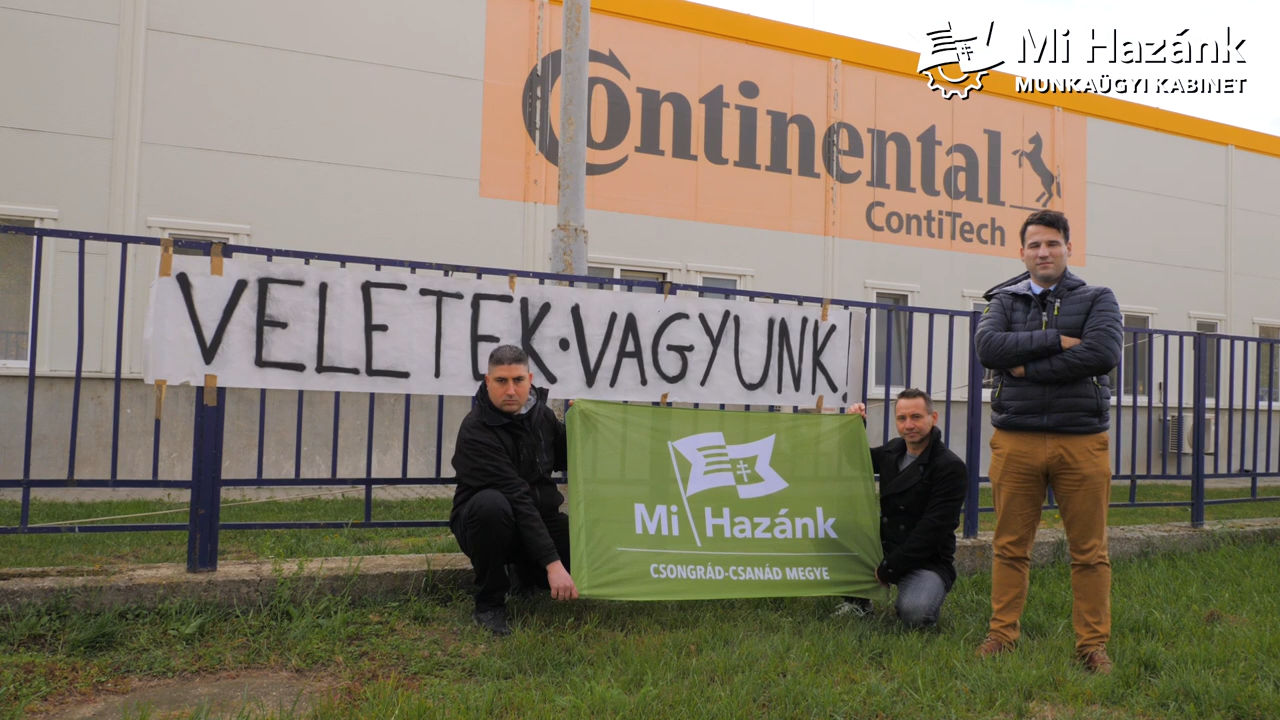 Mi Hazánk
MUNKAÜGYI KABINET
Continental
ContiTech
VELETEK·VAGYUNK!
Mi Hazánk
CSONGRÁD-CSANÁD MEGYE